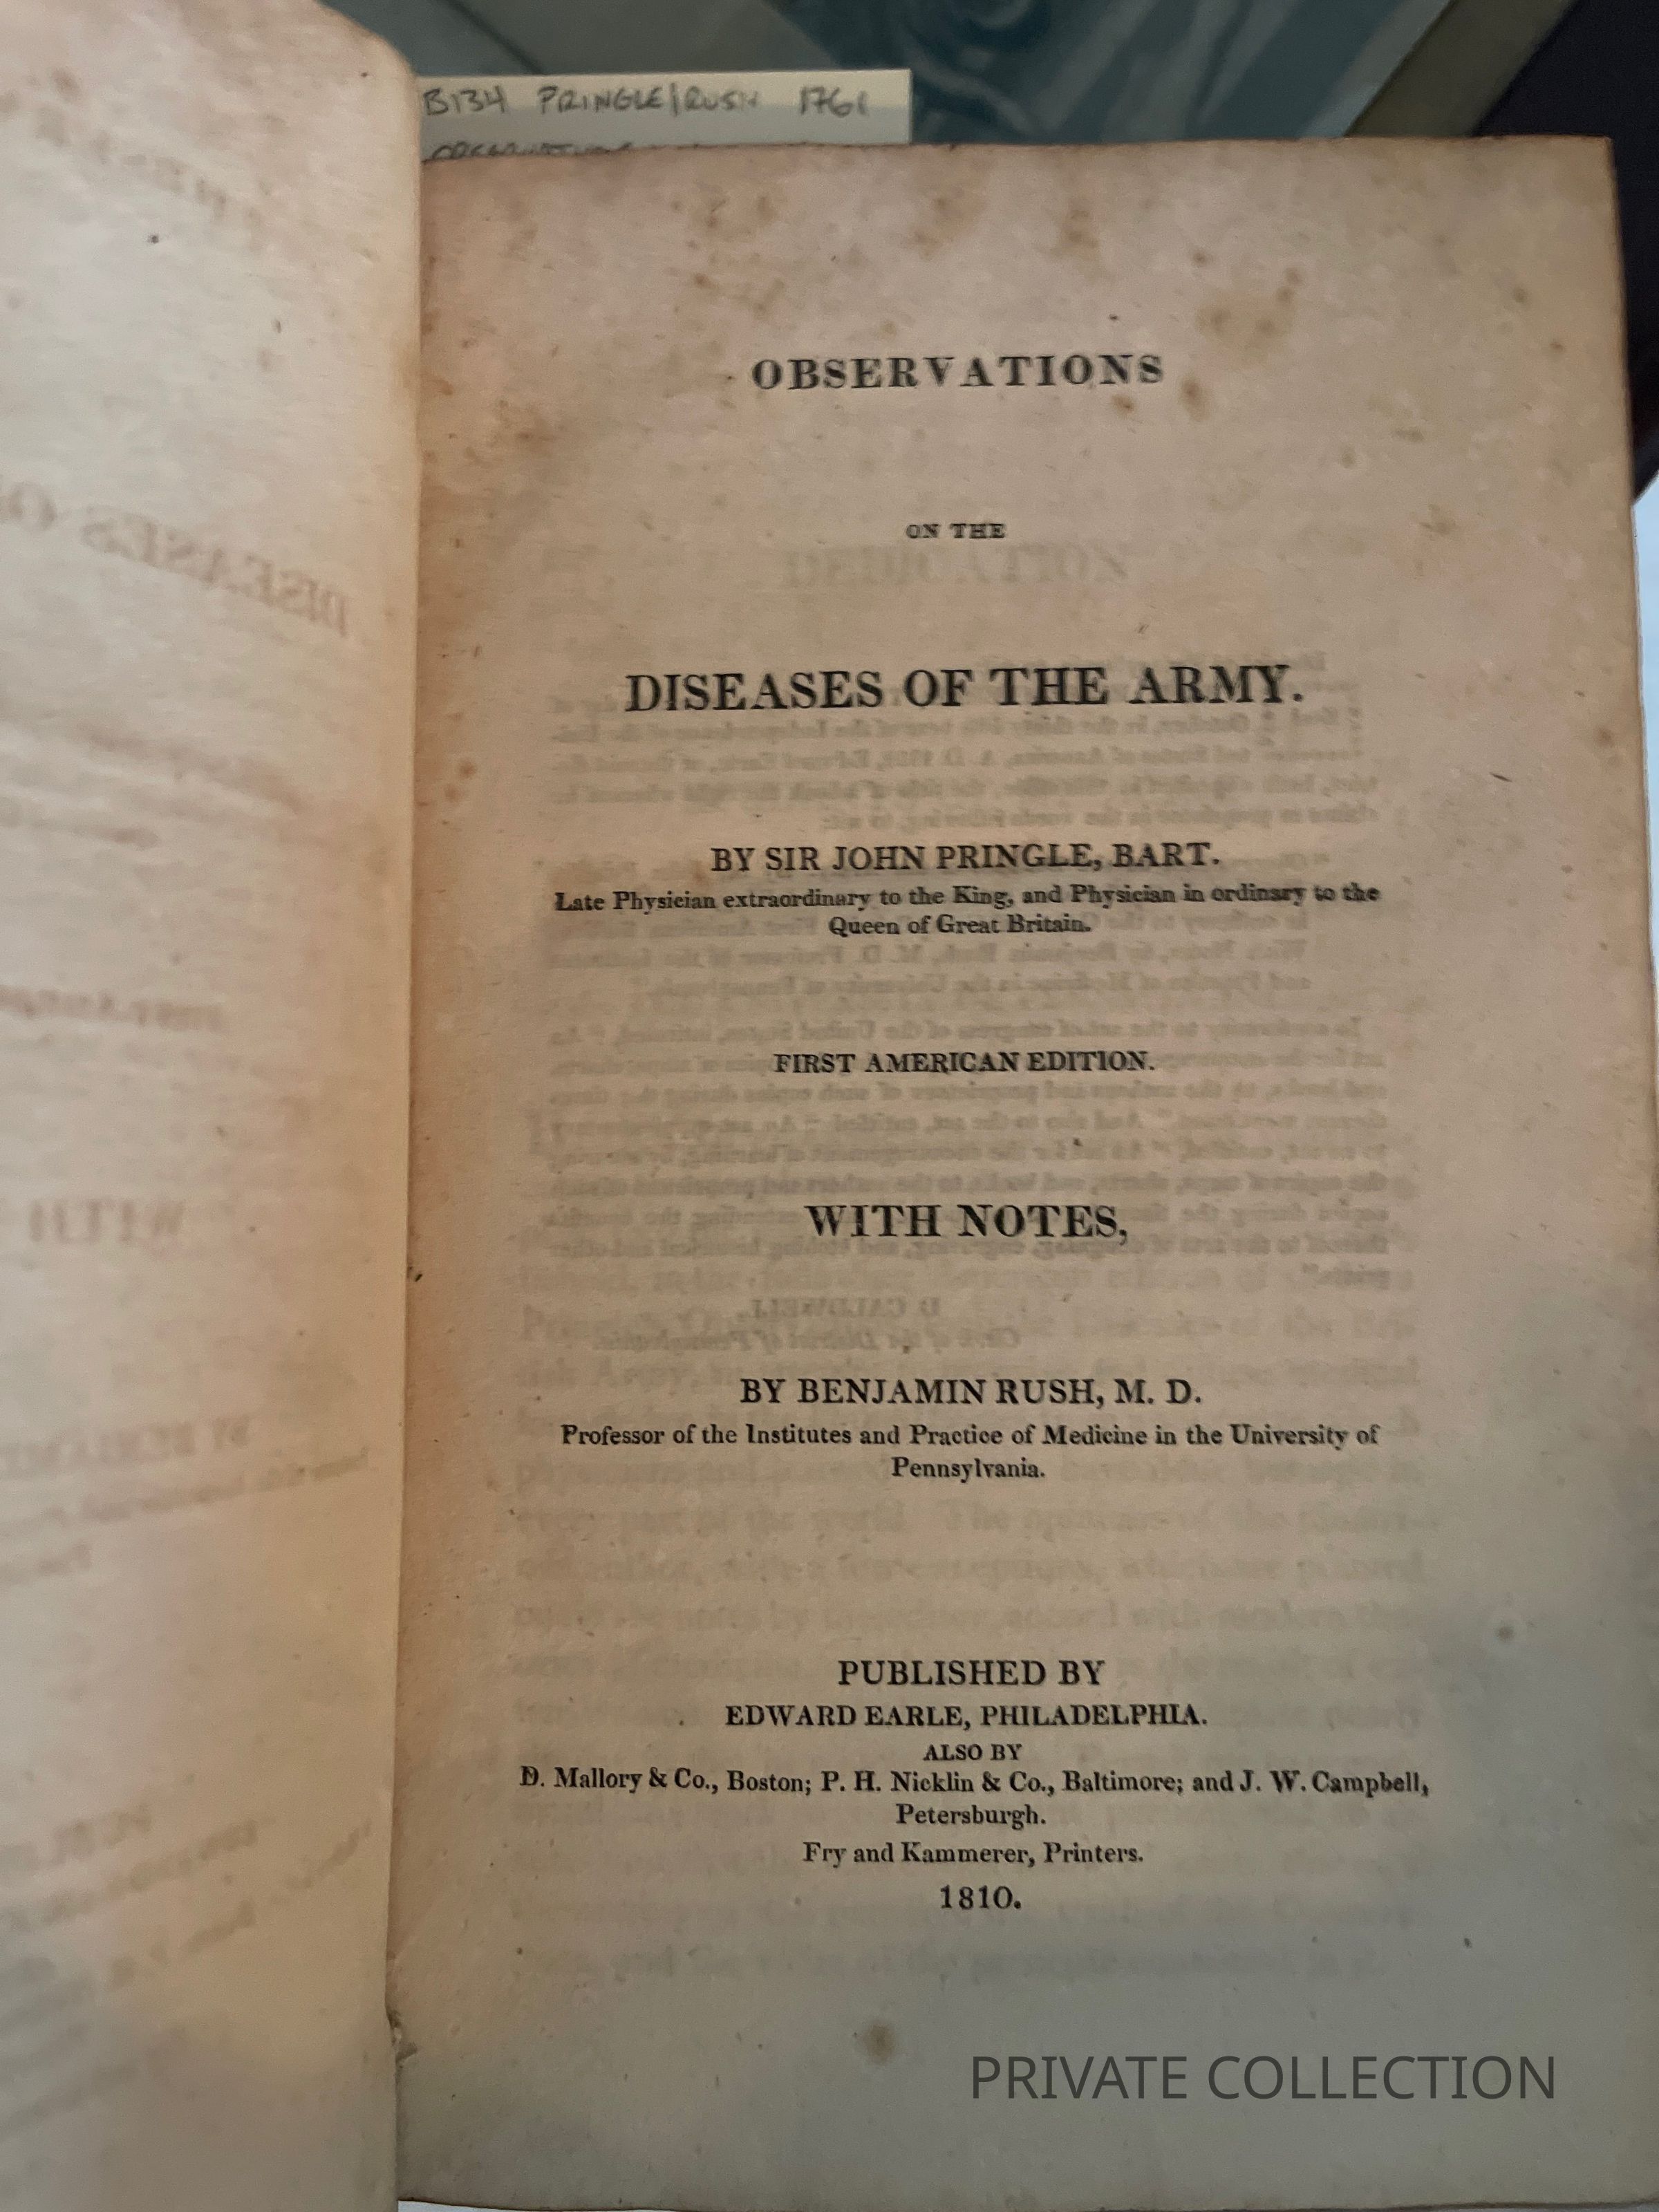 B134 PRINGLE/RUSH 1761
OBSERVATIONS
ON THE
DISEASES OF THE ARMY.
BY SIR JOHN PRINGLE, BART.
Late Physician extraordinary to the King, and Physician in ordinary to the
Queen of Great Britain.
FIRST AMERICAN EDITION.
WITH NOTES,
BY BENJAMIN RUSH, M. D.
Professor of the Institutes and Practice of Medicine in the University of
Pennsylvania.
PUBLISHED BY
EDWARD EARLE, PHILADELPHIA.
ALSO BY
D. Mallory & Co., Boston; P. H. Nicklin & Co., Baltimore; and J. W. Campbell,
Petersburgh.
Fry and Kammerer, Printers.
1810.
PRIVATE COLLECTION